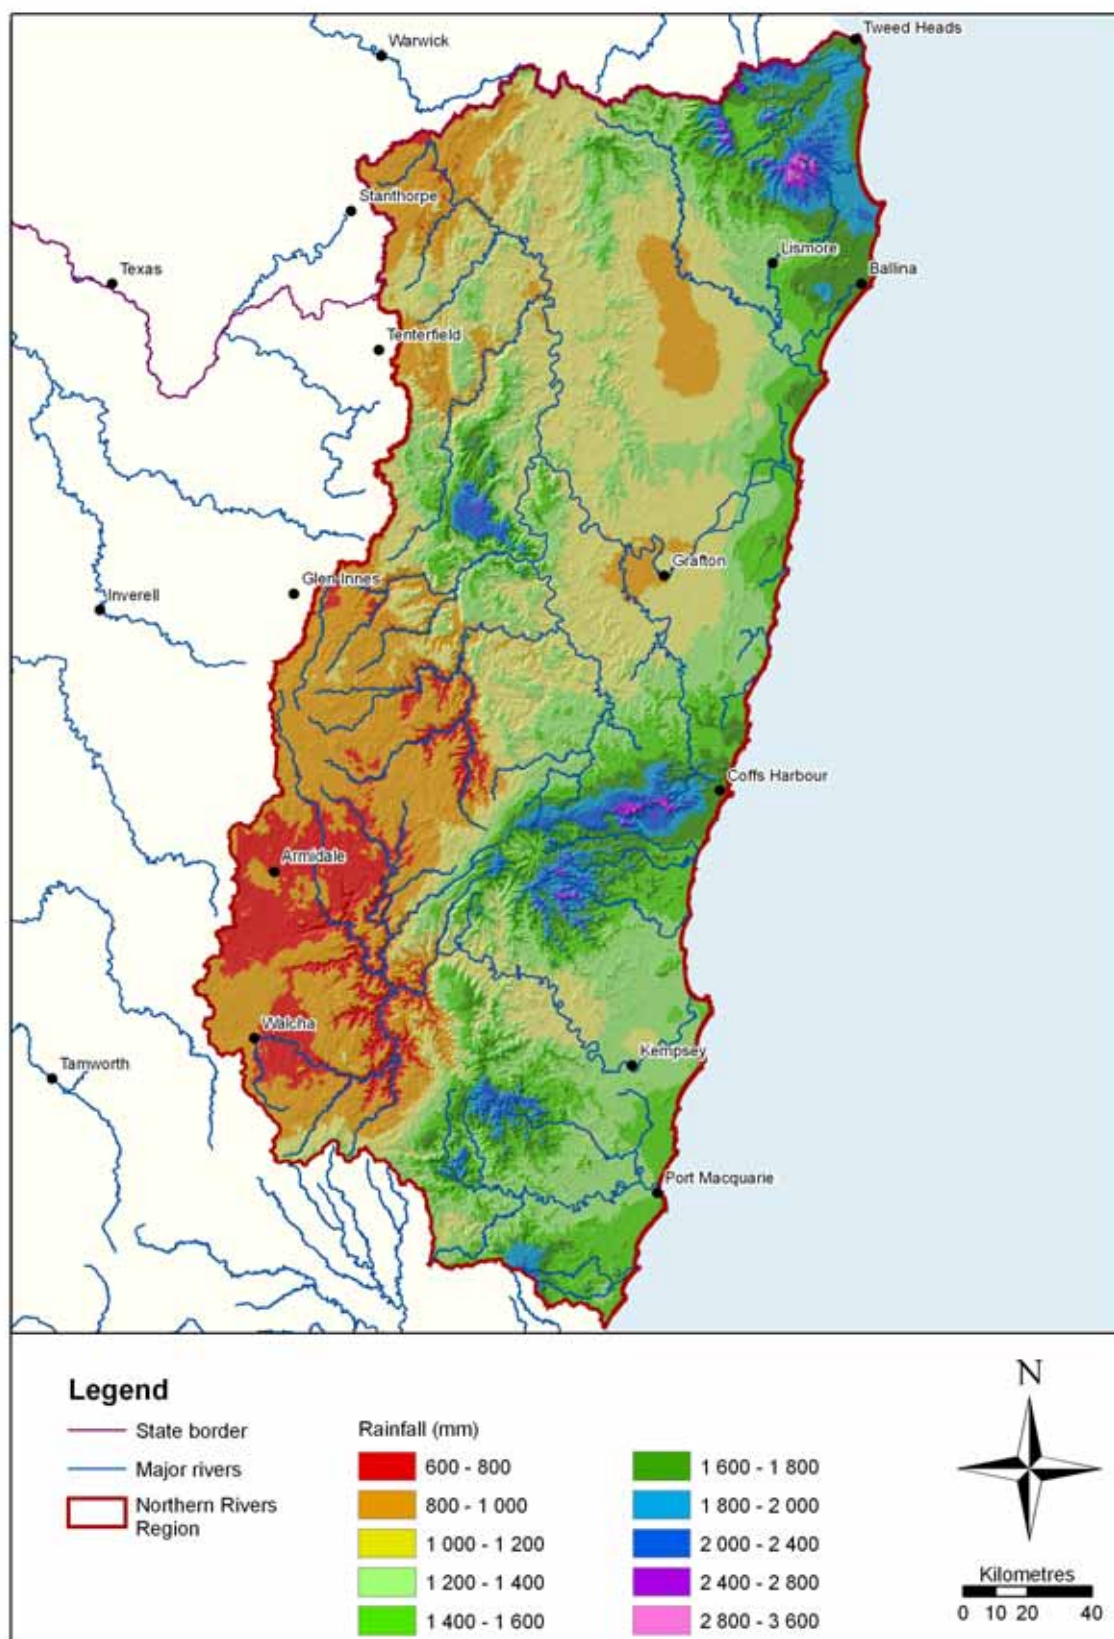 Tweed Heads
Warwick
Stanthorpe
Texas
Lismore
Ballina
Tenterfield
Glen Innes
Inverell
Grafton
Coffs Harbour
Armidale
Walcha
Tamworth
Kempsey
Port Macquarie
Legend
State border
Major rivers
Northern Rivers
Region
Rainfall (mm)
600 - 800
800 - 1 000
1 000 - 1 200
1 200 - 1 400
1 400 - 1 600
1 600 - 1 800
1 800 - 2 000
2 000 - 2 400
2 400 - 2 800
2 800 - 3 600
N
Kilometres
0 10 20 40